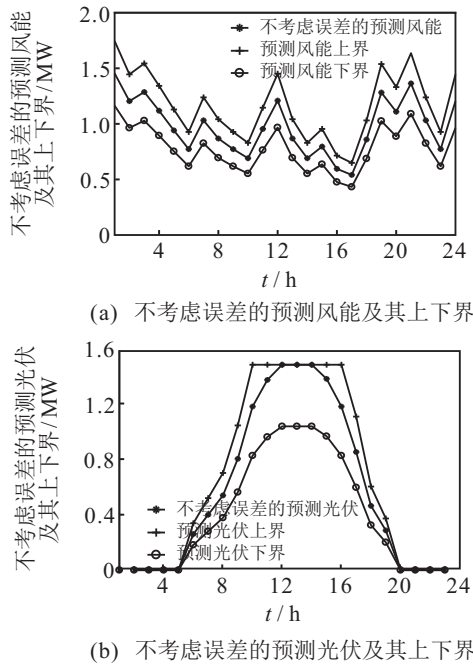 不考虑误差的预测风能
及其上下界/MW
2.0
1.5
1.0
0.5
0
不考虑误差的预测风能
预测风能上界
预测风能下界
4 8 12 16 20 24
t / h
(a) 不考虑误差的预测风能及其上下界
不考虑误差的预测光伏
及其上下界/MW
1.6
1.2
0.8
0.4
0
不考虑误差的预测光伏
预测光伏上界
预测光伏下界
4 8 12 16 20 24
t / h
(b) 不考虑误差的预测光伏及其上下界